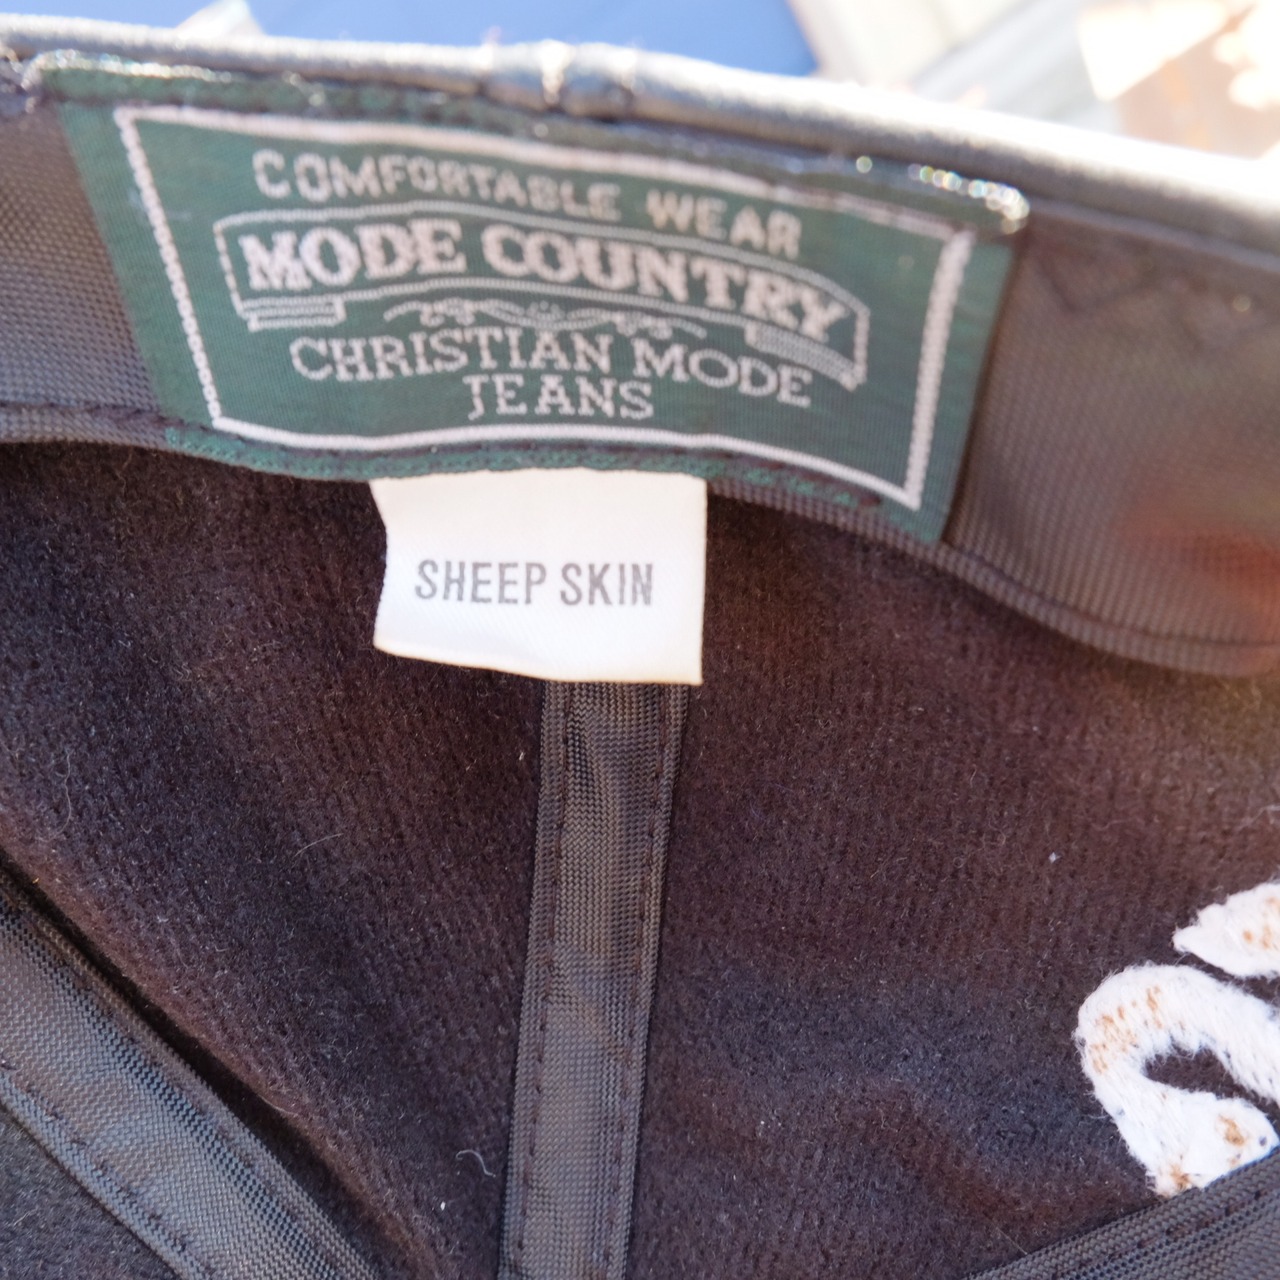 COMFORTABLE WEAR
MODE COUNTRY
CHRISTIAN MODE
JEANS
SHEEP SKIN